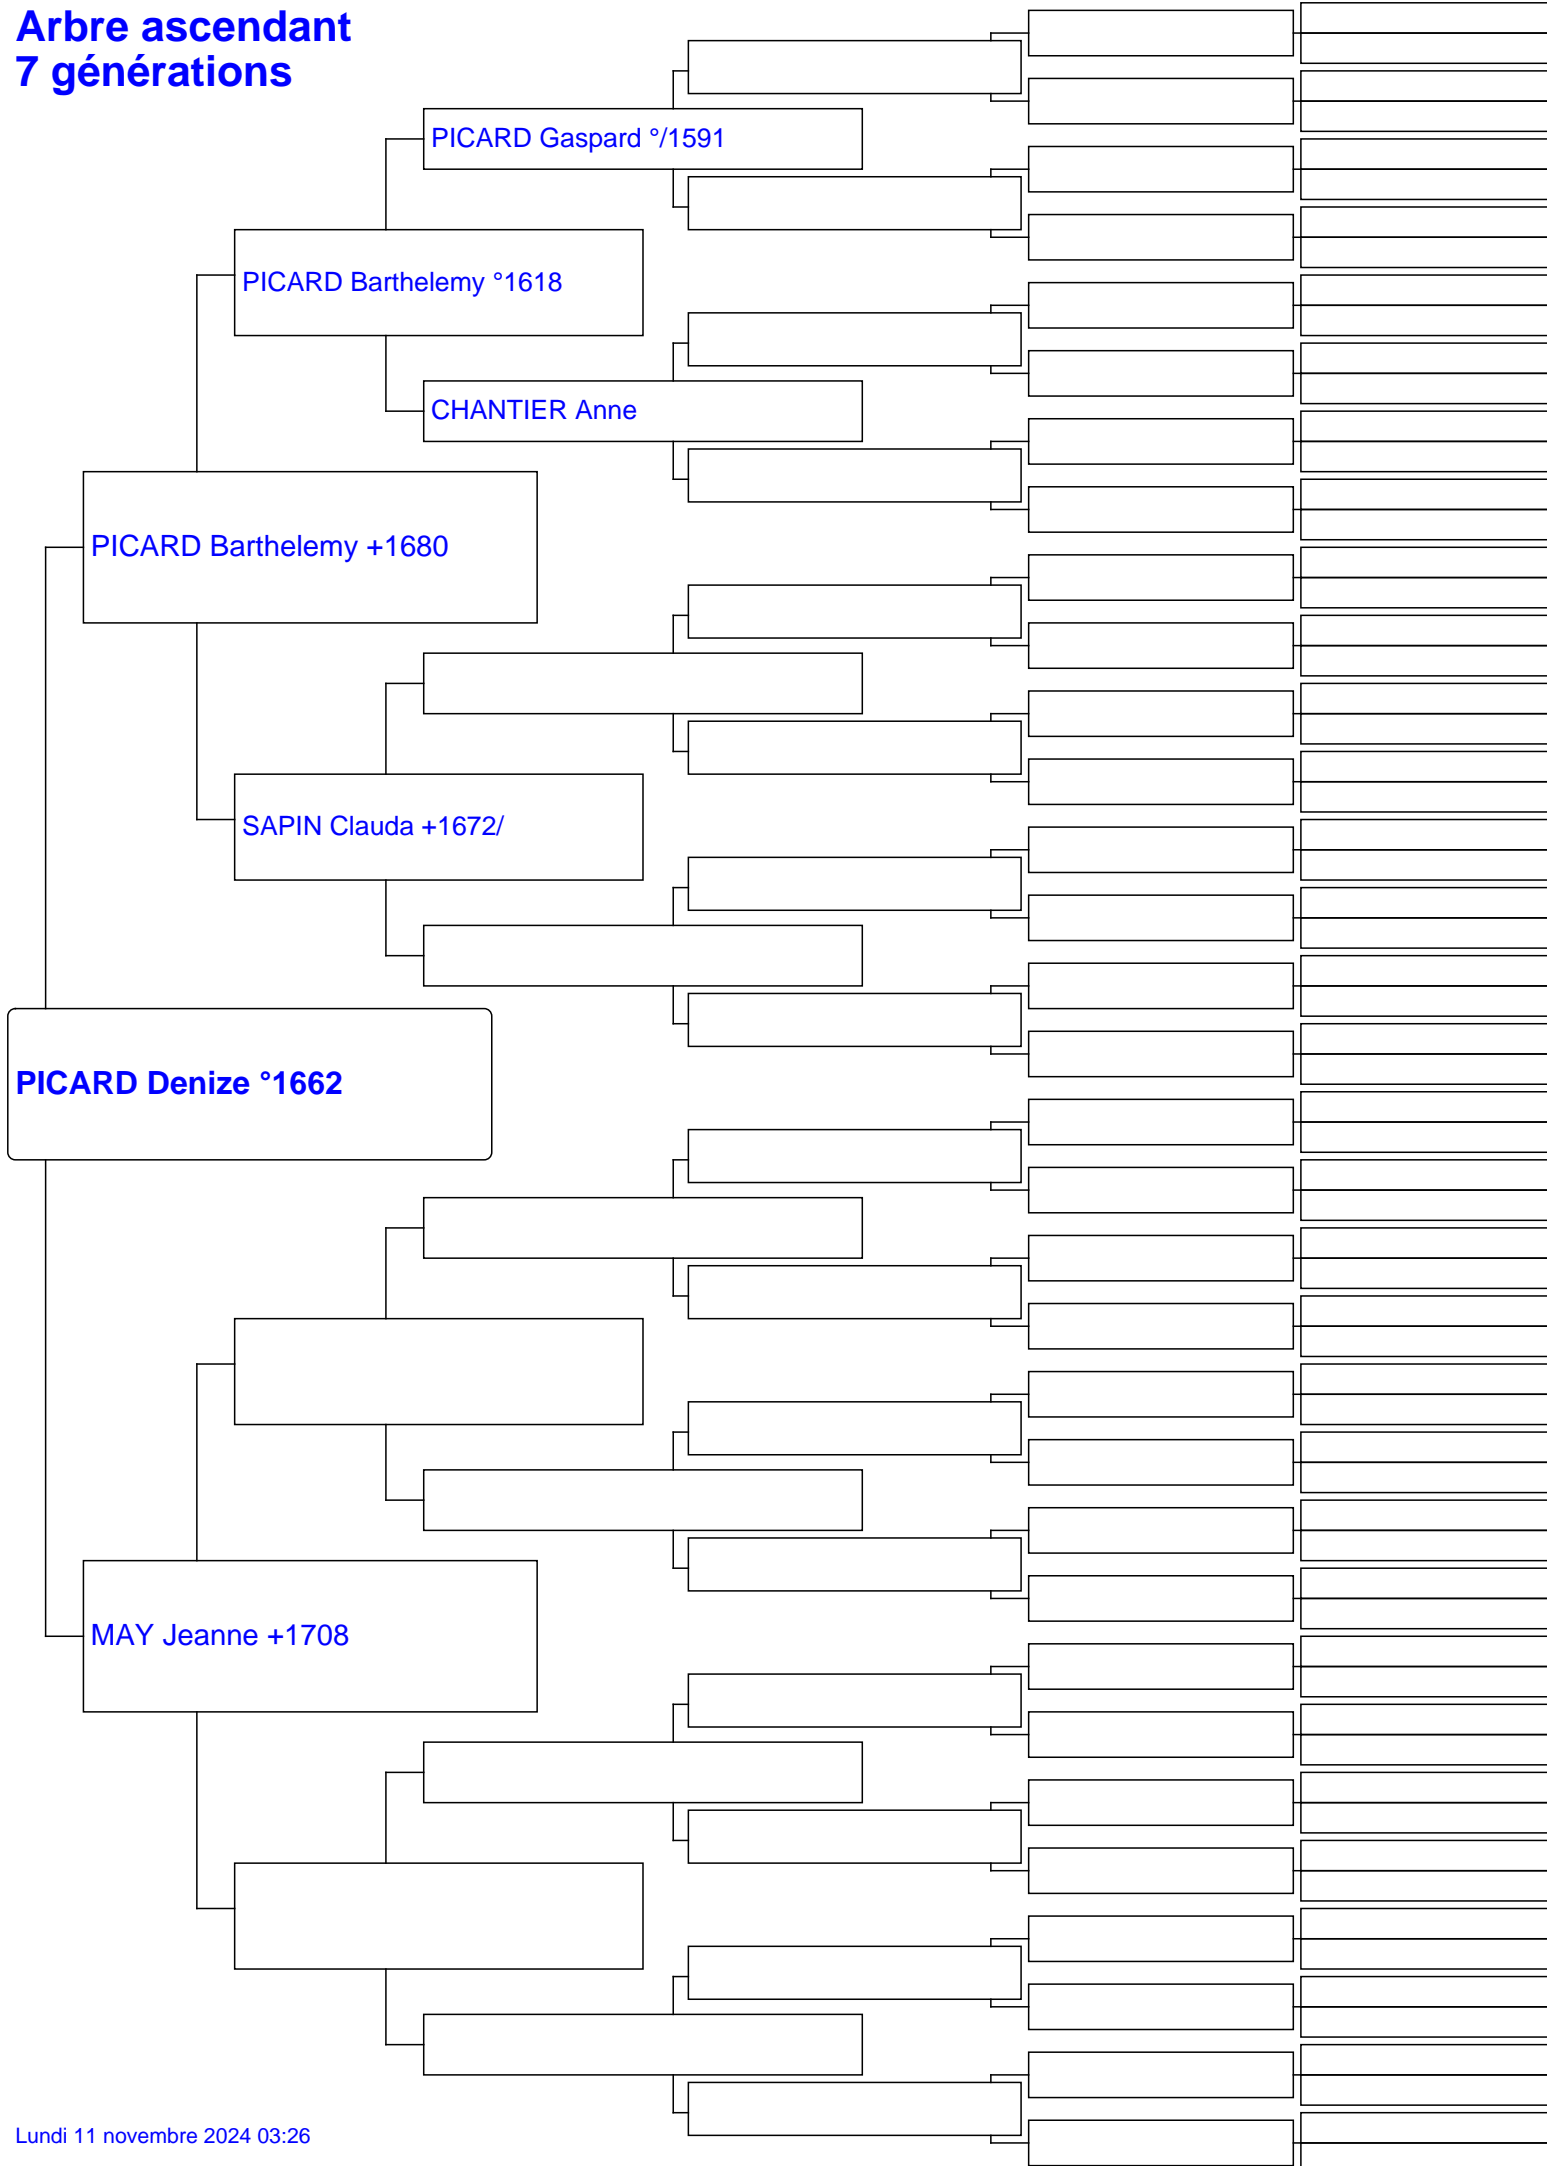 Arbre ascendant
7 générations
PICARD Gaspard °/1591
PICARD Barthelemy °1618
CHANTIER Anne
PICARD Barthelemy +1680
SAPIN Clauda +1672/
PICARD Denize °1662
MAY Jeanne +1708
Lundi 11 novembre 2024 03:26